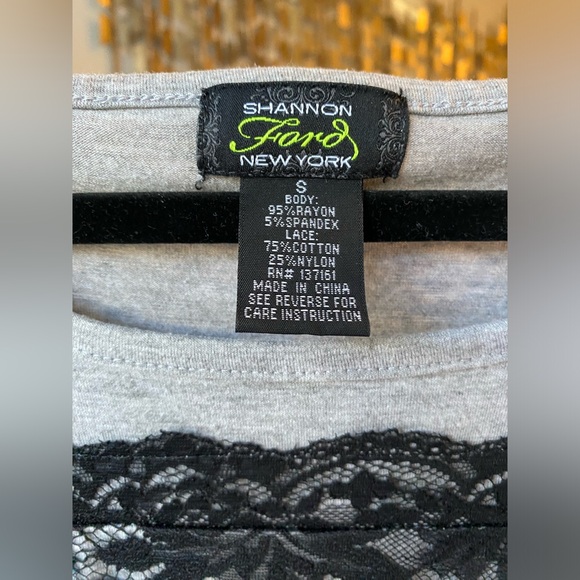 SHANNON
Ford
NEW YORK
S
BODY:
95%RAYON
5%SPANDEX
LACE:
75%COTTON
25%NYLON
RN# 137161
MADE IN CHINA
SEE REVERSE FOR
CARE INSTRUCTION